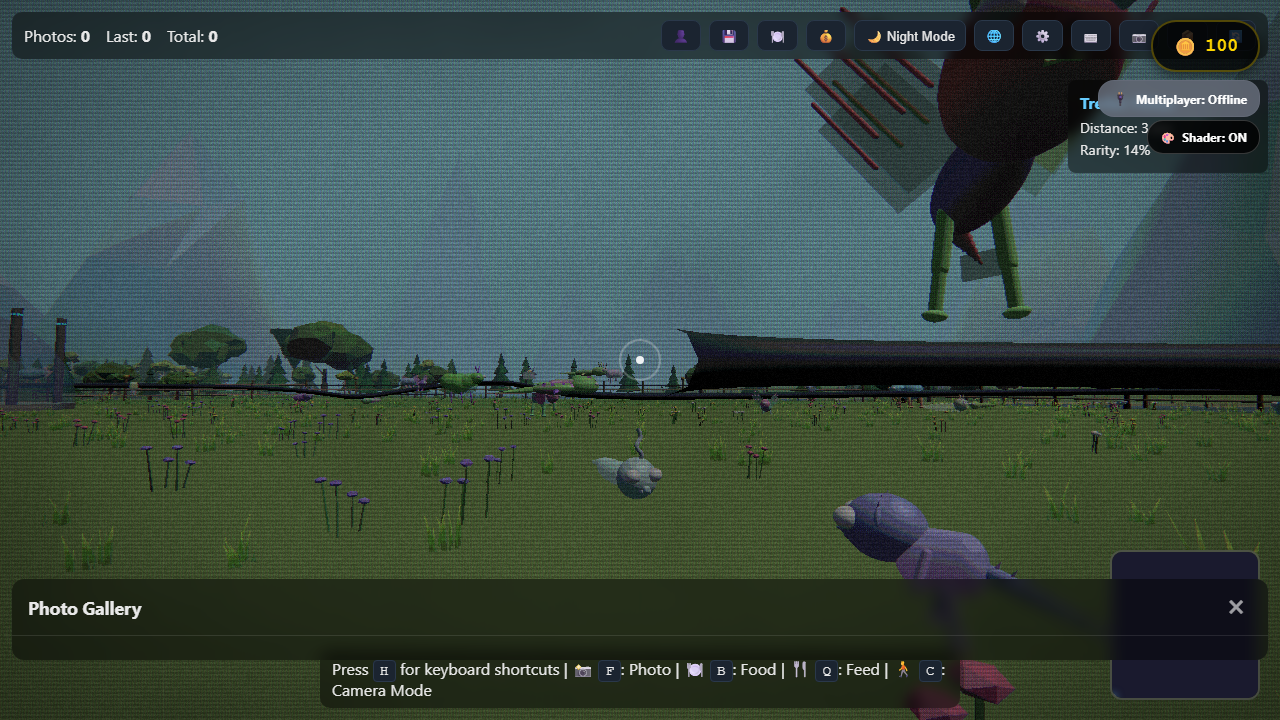 Photos: 0 Last: 0 Total: 0
🌙 Night Mode
100
Multiplayer: Offline
Distance: 3
Shader: ON
Rarity: 14%
Photo Gallery
✕
Press H for keyboard shortcuts | 📸 F: Photo | 🍽️ B: Food | 🍴 Q: Feed | 🚶 C:
Camera Mode